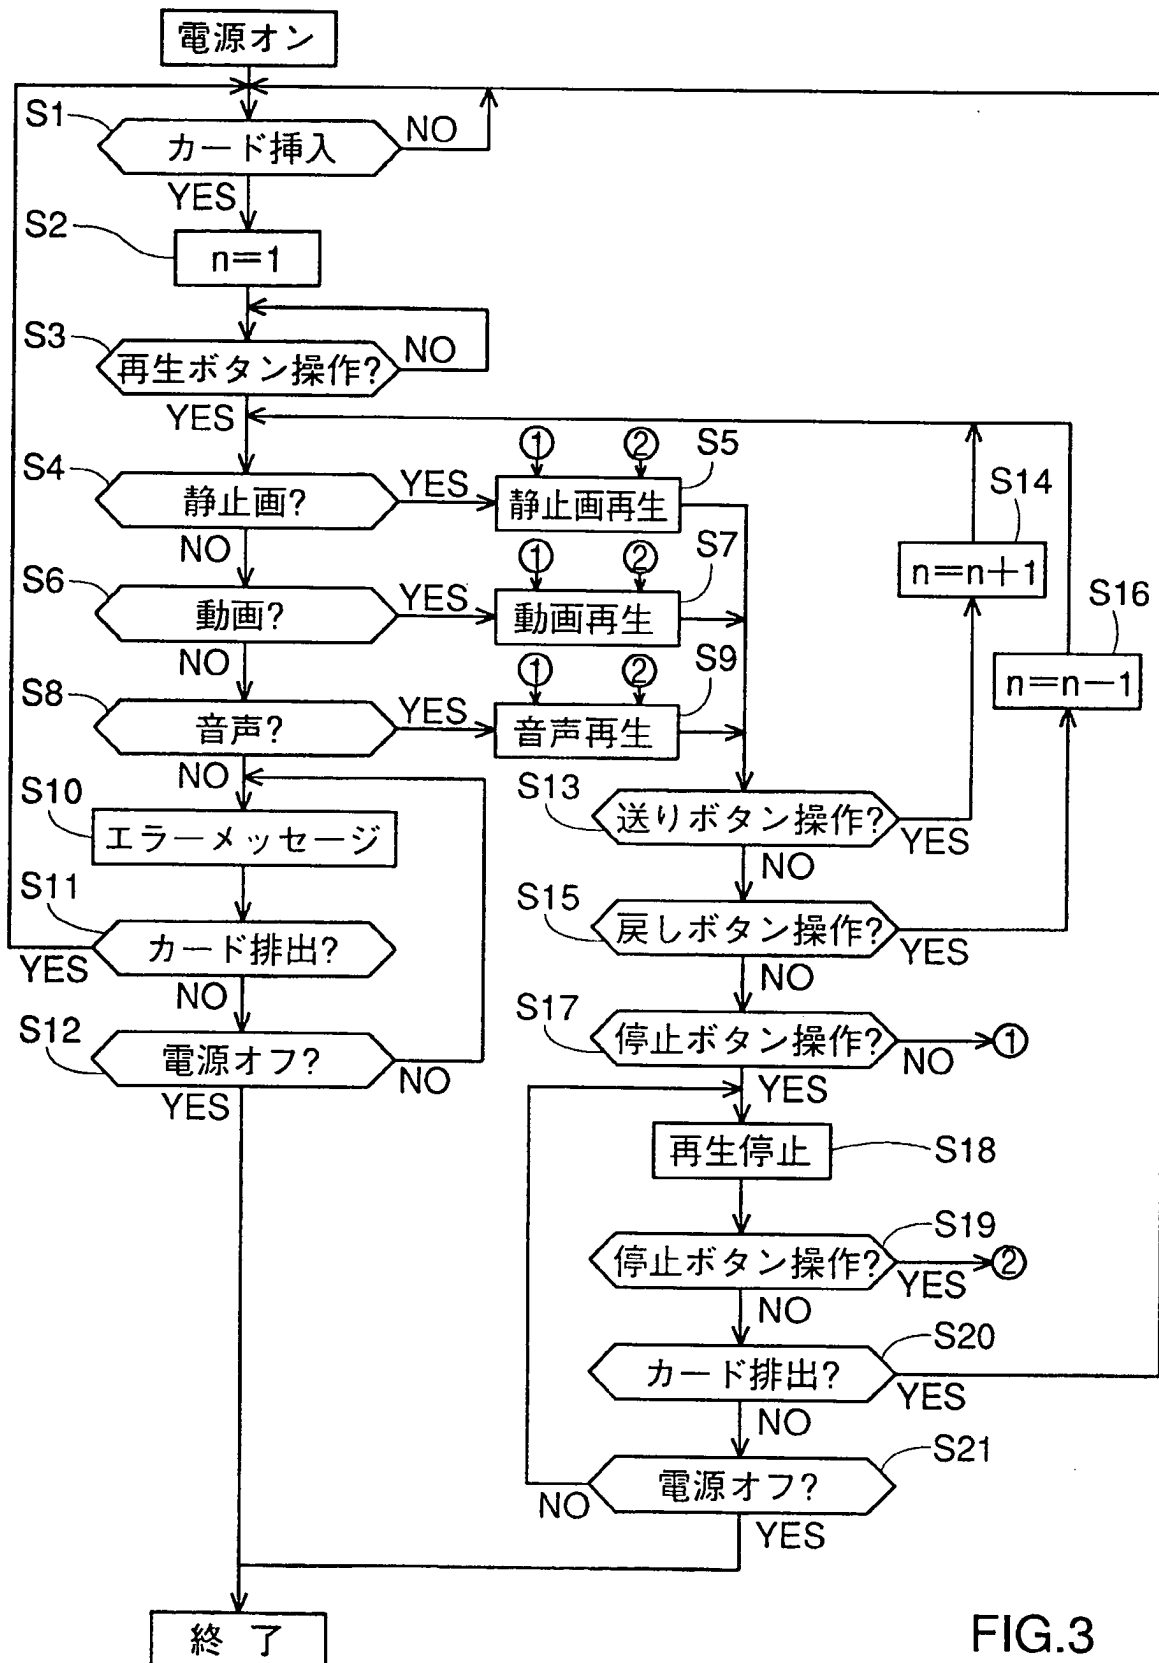 電源オン
S1
カード挿入
NO
YES
S2
n=1
S3
再生ボタン操作?
NO
YES
S4
静止画?
YES
① ②
S5
静止画再生
NO
S6
動画?
YES
① ②
S7
動画再生
NO
S8
音声?
YES
① ②
S9
音声再生
NO
S10
エラーメッセージ
S11
カード排出?
YES
NO
S12
電源オフ?
NO
YES
S14
n=n+1
S16
n=n-1
S13
送りボタン操作?
YES
NO
S15
戻しボタン操作?
YES
NO
S17
停止ボタン操作?
NO
①
YES
再生停止
S18
S19
停止ボタン操作?
YES
②
NO
S20
カード排出?
YES
NO
S21
電源オフ?
NO
YES
終 了
FIG.3